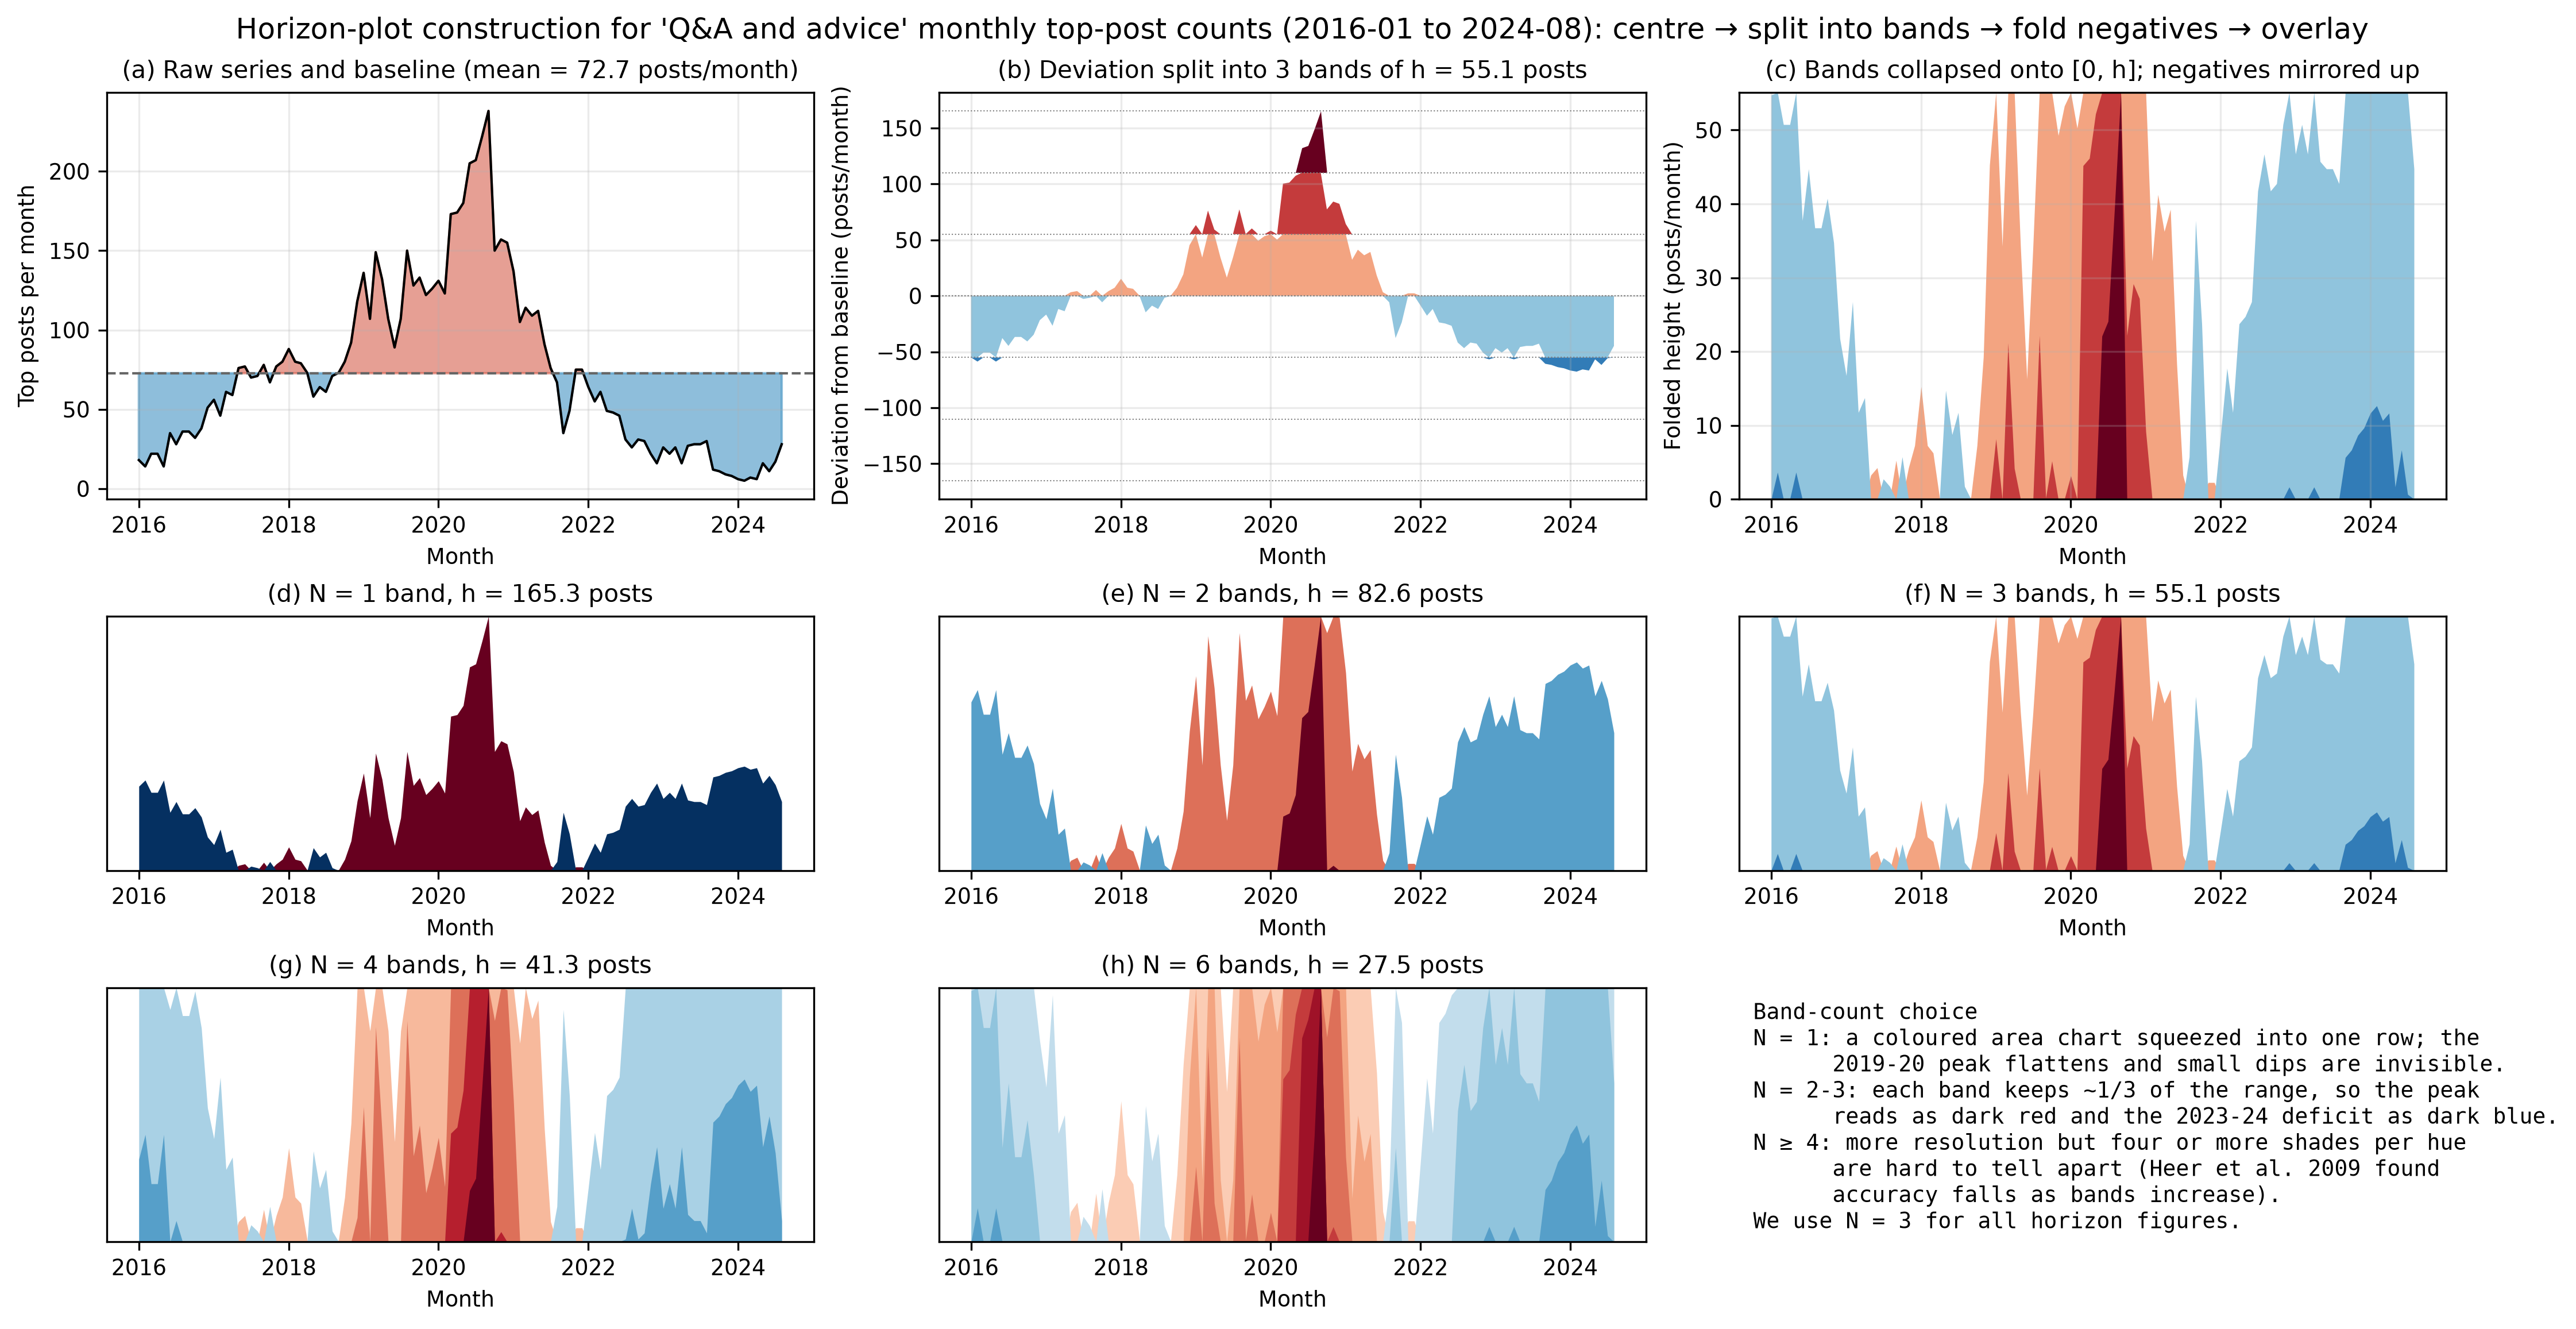 Horizon-plot construction for 'Q&A and advice' monthly top-post counts (2016-01 to 2024-08): centre → split into bands → fold negatives → overlay
(a) Raw series and baseline (mean = 72.7 posts/month)
Top posts per month
200
150
100
50
0
2016 2018 2020 2022 2024
Month
(b) Deviation split into 3 bands of h = 55.1 posts
Deviation from baseline (posts/month)
150
100
50
0
−50
−100
−150
2016 2018 2020 2022 2024
Month
(c) Bands collapsed onto [0, h]; negatives mirrored up
Folded height (posts/month)
50
40
30
20
10
0
2016 2018 2020 2022 2024
Month
(d) N = 1 band, h = 165.3 posts
2016 2018 2020 2022 2024
Month
(e) N = 2 bands, h = 82.6 posts
2016 2018 2020 2022 2024
Month
(f) N = 3 bands, h = 55.1 posts
2016 2018 2020 2022 2024
Month
(g) N = 4 bands, h = 41.3 posts
2016 2018 2020 2022 2024
Month
(h) N = 6 bands, h = 27.5 posts
2016 2018 2020 2022 2024
Month
Band-count choice
N = 1: a coloured area chart squeezed into one row; the
2019-20 peak flattens and small dips are invisible.
N = 2-3: each band keeps ~1/3 of the range, so the peak
reads as dark red and the 2023-24 deficit as dark blue.
N ≥ 4: more resolution but four or more shades per hue
are hard to tell apart (Heer et al. 2009 found
accuracy falls as bands increase).
We use N = 3 for all horizon figures.